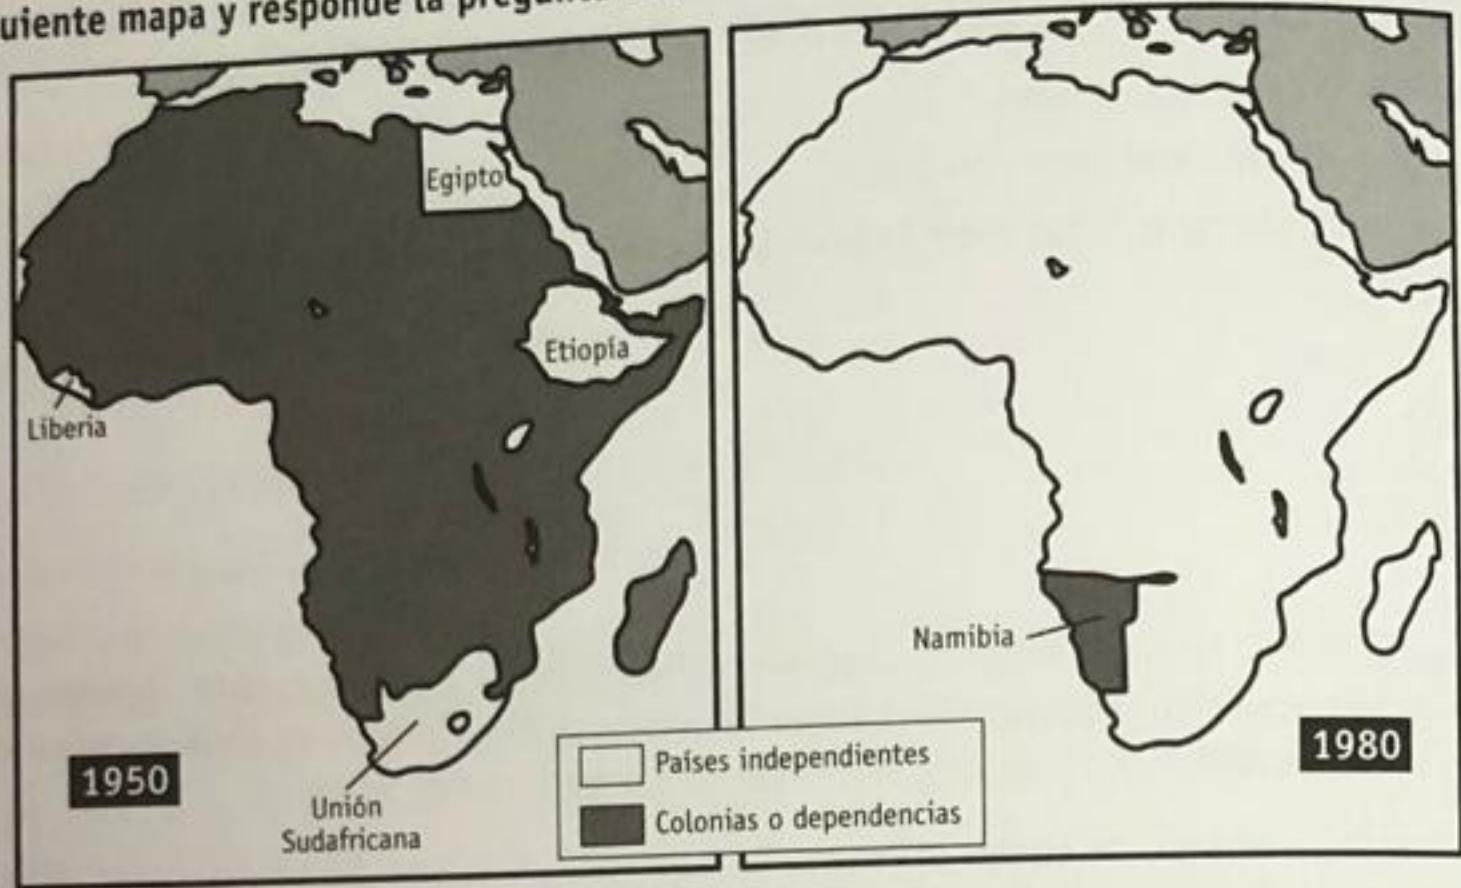 uiente mapa y responde la
Egipto
Etiopía
Liberia
1950
Unión
Sudafricana
Namibia
1980
Países independientes
Colonias o dependencias